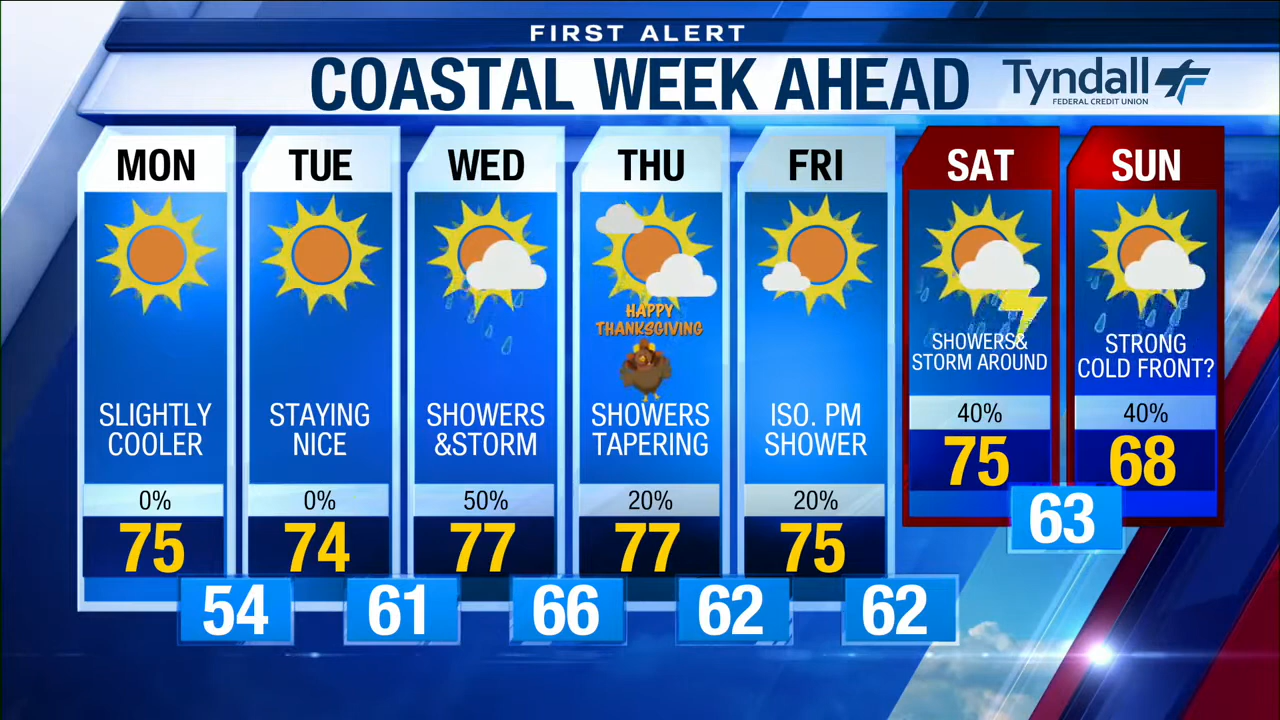 FIRST ALERT
COASTAL WEEK AHEAD
Tyndall
FEDERAL CREDIT UNION
MON
SLIGHTLY
COOLER
0%
75
54
TUE
STAYING
NICE
0%
74
61
WED
SHOWERS
&STORM
50%
77
66
THU
HAPPY
THANKSGIVING
SHOWERS
TAPERING
20%
77
62
FRI
ISO. PM
SHOWER
20%
75
62
SAT
SHOWERS&
STORM AROUND
40%
75
63
SUN
STRONG
COLD FRONT?
40%
68